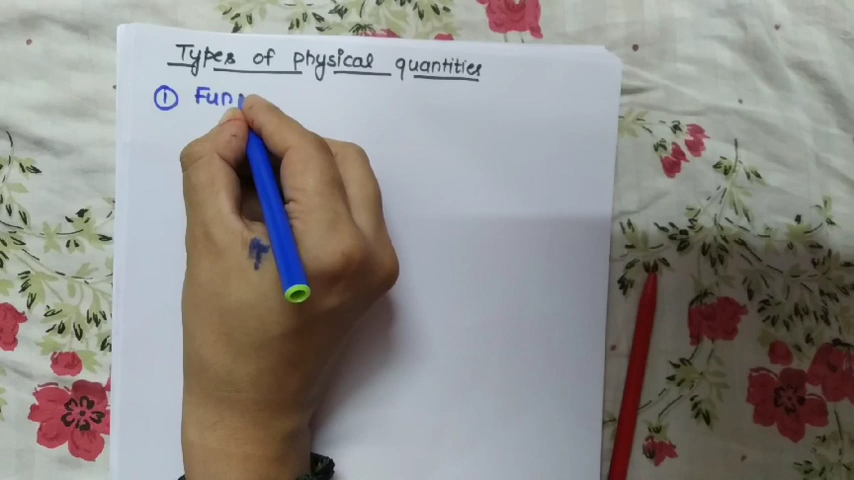 Types of physical quantities
① Fun